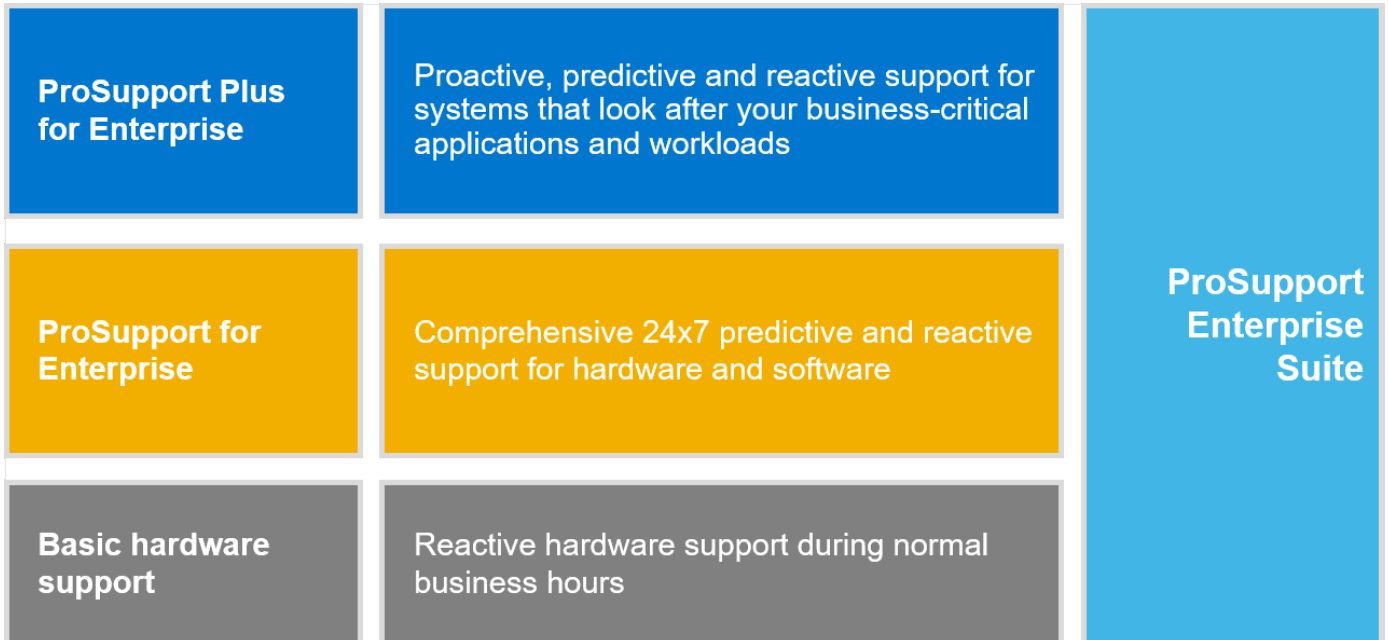 ProSupport Plus
for Enterprise
Proactive, predictive and reactive support for
systems that look after your business-critical
applications and workloads
ProSupport for
Enterprise
Comprehensive 24x7 predictive and reactive
support for hardware and software
Basic hardware
support
Reactive hardware support during normal
business hours
ProSupport
Enterprise
Suite